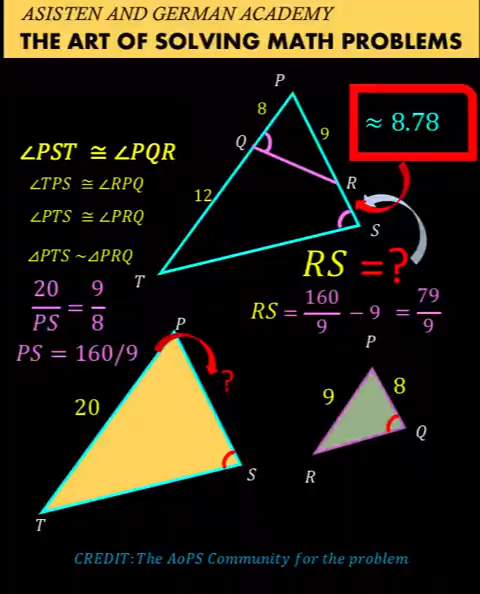 ASISTEN AND GERMAN ACADEMY
THE ART OF SOLVING MATH PROBLEMS
P
8
9
≈ 8.78
Q
∠PST ≅ ∠PQR
∠TPS ≅ ∠RPQ
R
12
∠PTS ≅ ∠PRQ
S
ΔPTS ~ ΔPRQ
T
RS = ?
20/PS = 9/8
RS = 160/9 − 9 = 79/9
PS = 160/9
P
P
?
20
9
8
Q
S
R
T
CREDIT: The AoPS Community for the problem